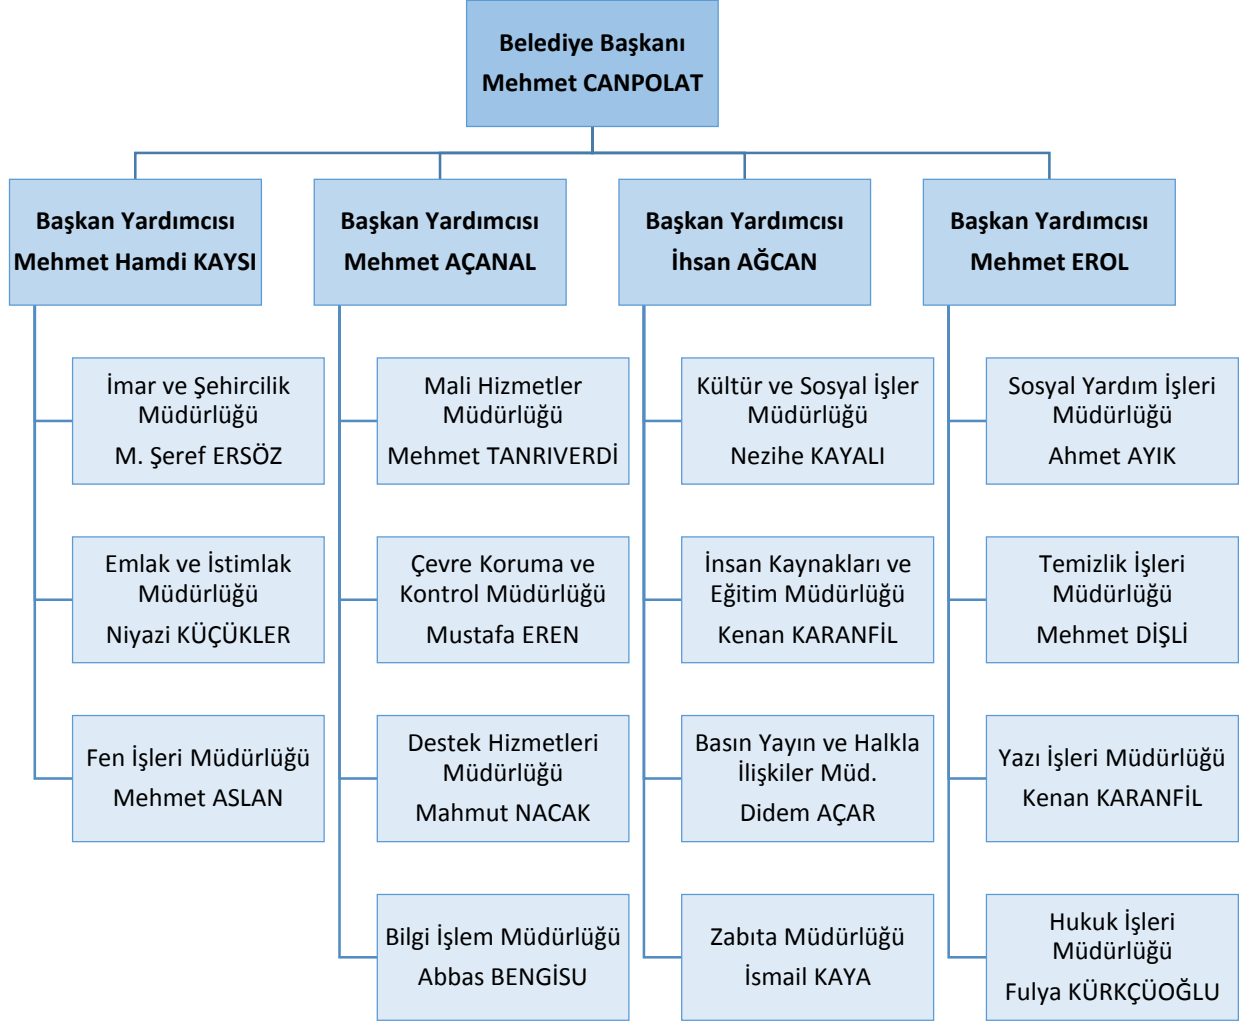 Belediye Başkanı
Mehmet CANPOLAT
Başkan Yardımcısı
Mehmet Hamdi KAYSI
İmar ve Şehircilik
Müdürlüğü
M. Şeref ERSÖZ
Emlak ve İstimlak
Müdürlüğü
Niyazi KÜÇÜKLER
Fen İşleri Müdürlüğü
Mehmet ASLAN
Başkan Yardımcısı
Mehmet AÇANAL
Mali Hizmetler
Müdürlüğü
Mehmet TANRIVERDİ
Çevre Koruma ve
Kontrol Müdürlüğü
Mustafa EREN
Destek Hizmetleri
Müdürlüğü
Mahmut NACAK
Bilgi İşlem Müdürlüğü
Abbas BENGİSU
Başkan Yardımcısı
İhsan AĞCAN
Kültür ve Sosyal İşler
Müdürlüğü
Nezihe KAYALI
İnsan Kaynakları ve
Eğitim Müdürlüğü
Kenan KARANFİL
Basın Yayın ve Halkla
İlişkiler Müd.
Didem AÇAR
Zabıta Müdürlüğü
İsmail KAYA
Başkan Yardımcısı
Mehmet EROL
Sosyal Yardım İşleri
Müdürlüğü
Ahmet AYIK
Temizlik İşleri
Müdürlüğü
Mehmet DİŞLİ
Yazı İşleri Müdürlüğü
Kenan KARANFİL
Hukuk İşleri
Müdürlüğü
Fulya KÜRKÇÜOĞLU